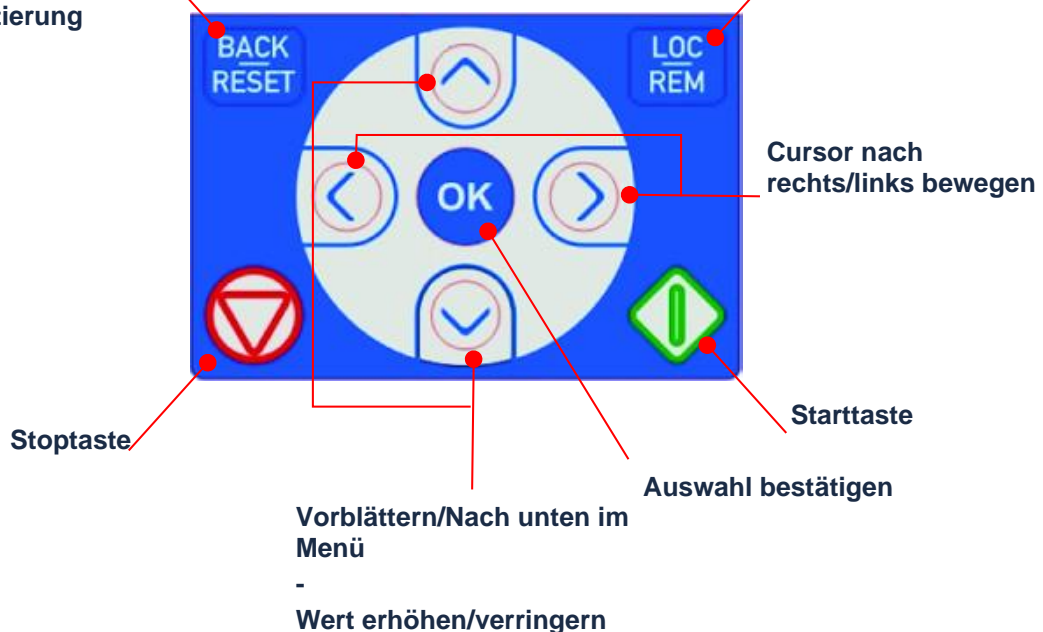 tierung
BACK
RESET
LOC
REM
Cursor nach
rechts/links bewegen
OK
Starttaste
Stoptaste
Auswahl bestätigen
Vorblättern/Nach unten im
Menü
-
Wert erhöhen/verringern